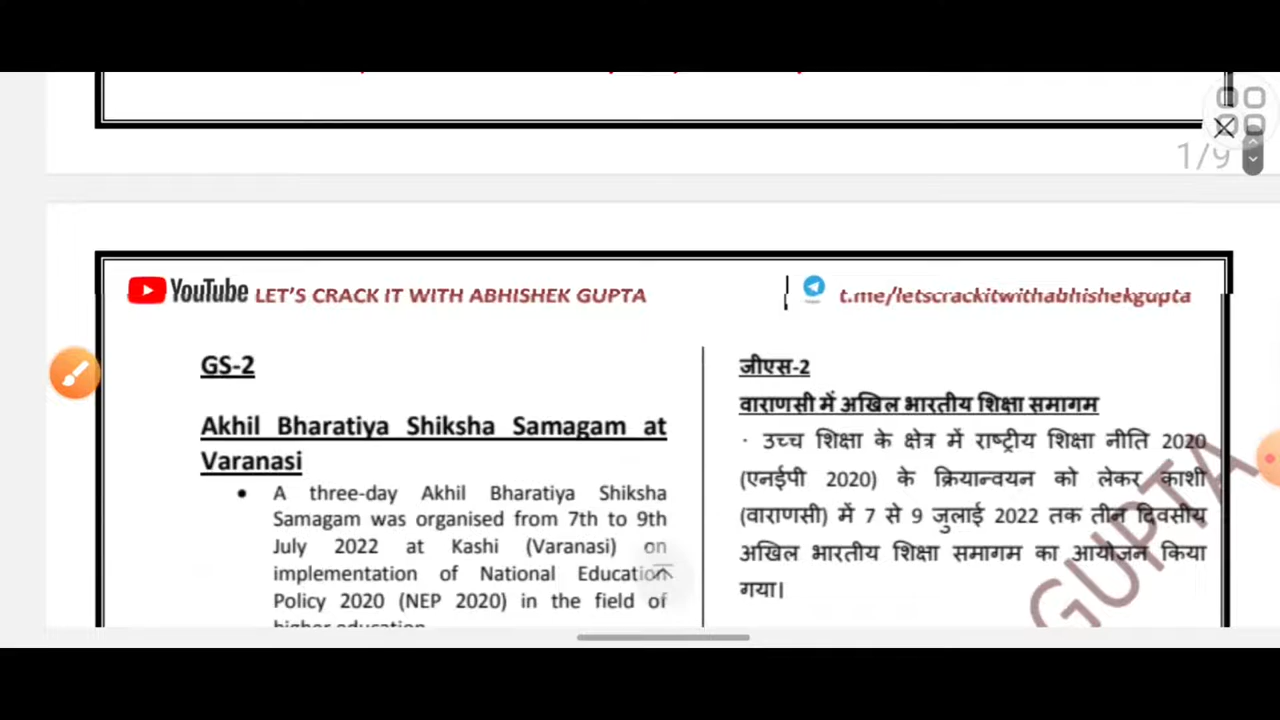 1/9
YouTube LET'S CRACK IT WITH ABHISHEK GUPTA
t.me/letscrackitwithabhishekgupta
GS-2
Akhil Bharatiya Shiksha Samagam at
Varanasi
• A three-day Akhil Bharatiya Shiksha
Samagam was organised from 7th to 9th
July 2022 at Kashi (Varanasi) on
implementation of National Education
Policy 2020 (NEP 2020) in the field of
higher education
जीएस-2
वाराणसी में अखिल भारतीय शिक्षा समागम
· उच्च शिक्षा के क्षेत्र में राष्ट्रीय शिक्षा नीति 2020
(एनईपी 2020) के क्रियान्वयन को लेकर काशी
(वाराणसी) में 7 से 9 जुलाई 2022 तक तीन दिवसीय
अखिल भारतीय शिक्षा समागम का आयोजन किया
गया।
GUPTA